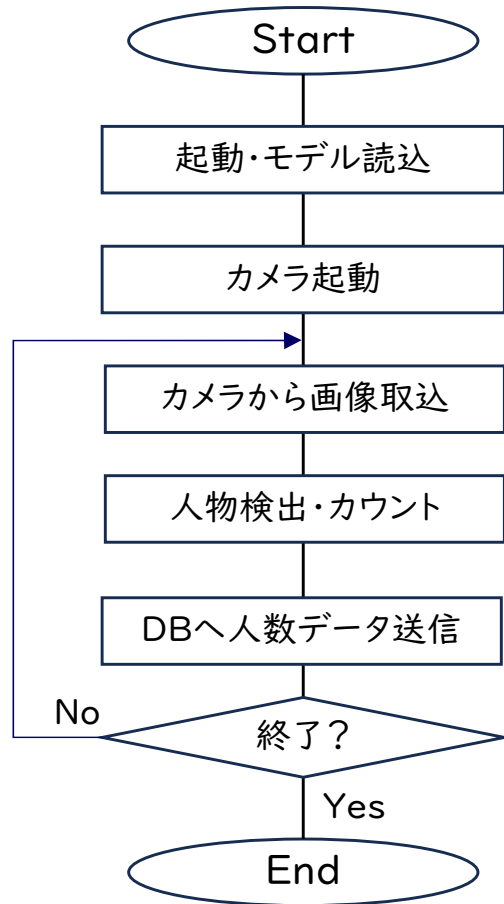 Start
起動・モデル読込
カメラ起動
カメラから画像取込
人物検出・カウント
DBへ人数データ送信
No
終了?
Yes
End